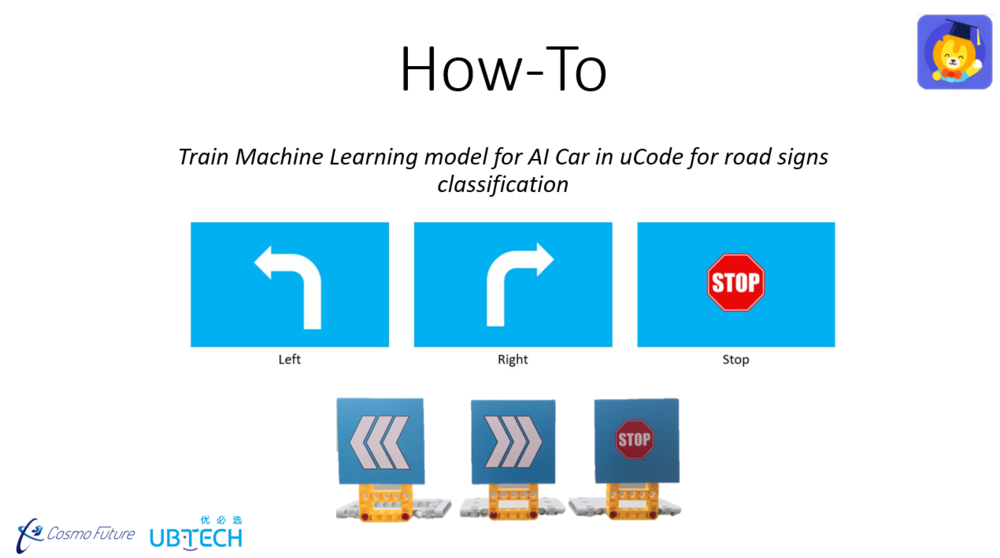 How-To
Train Machine Learning model for AI Car in uCode for road signs
classification
STOP
Left
Right
Stop
STOP
Cosmo Future
优必选
UBTECH